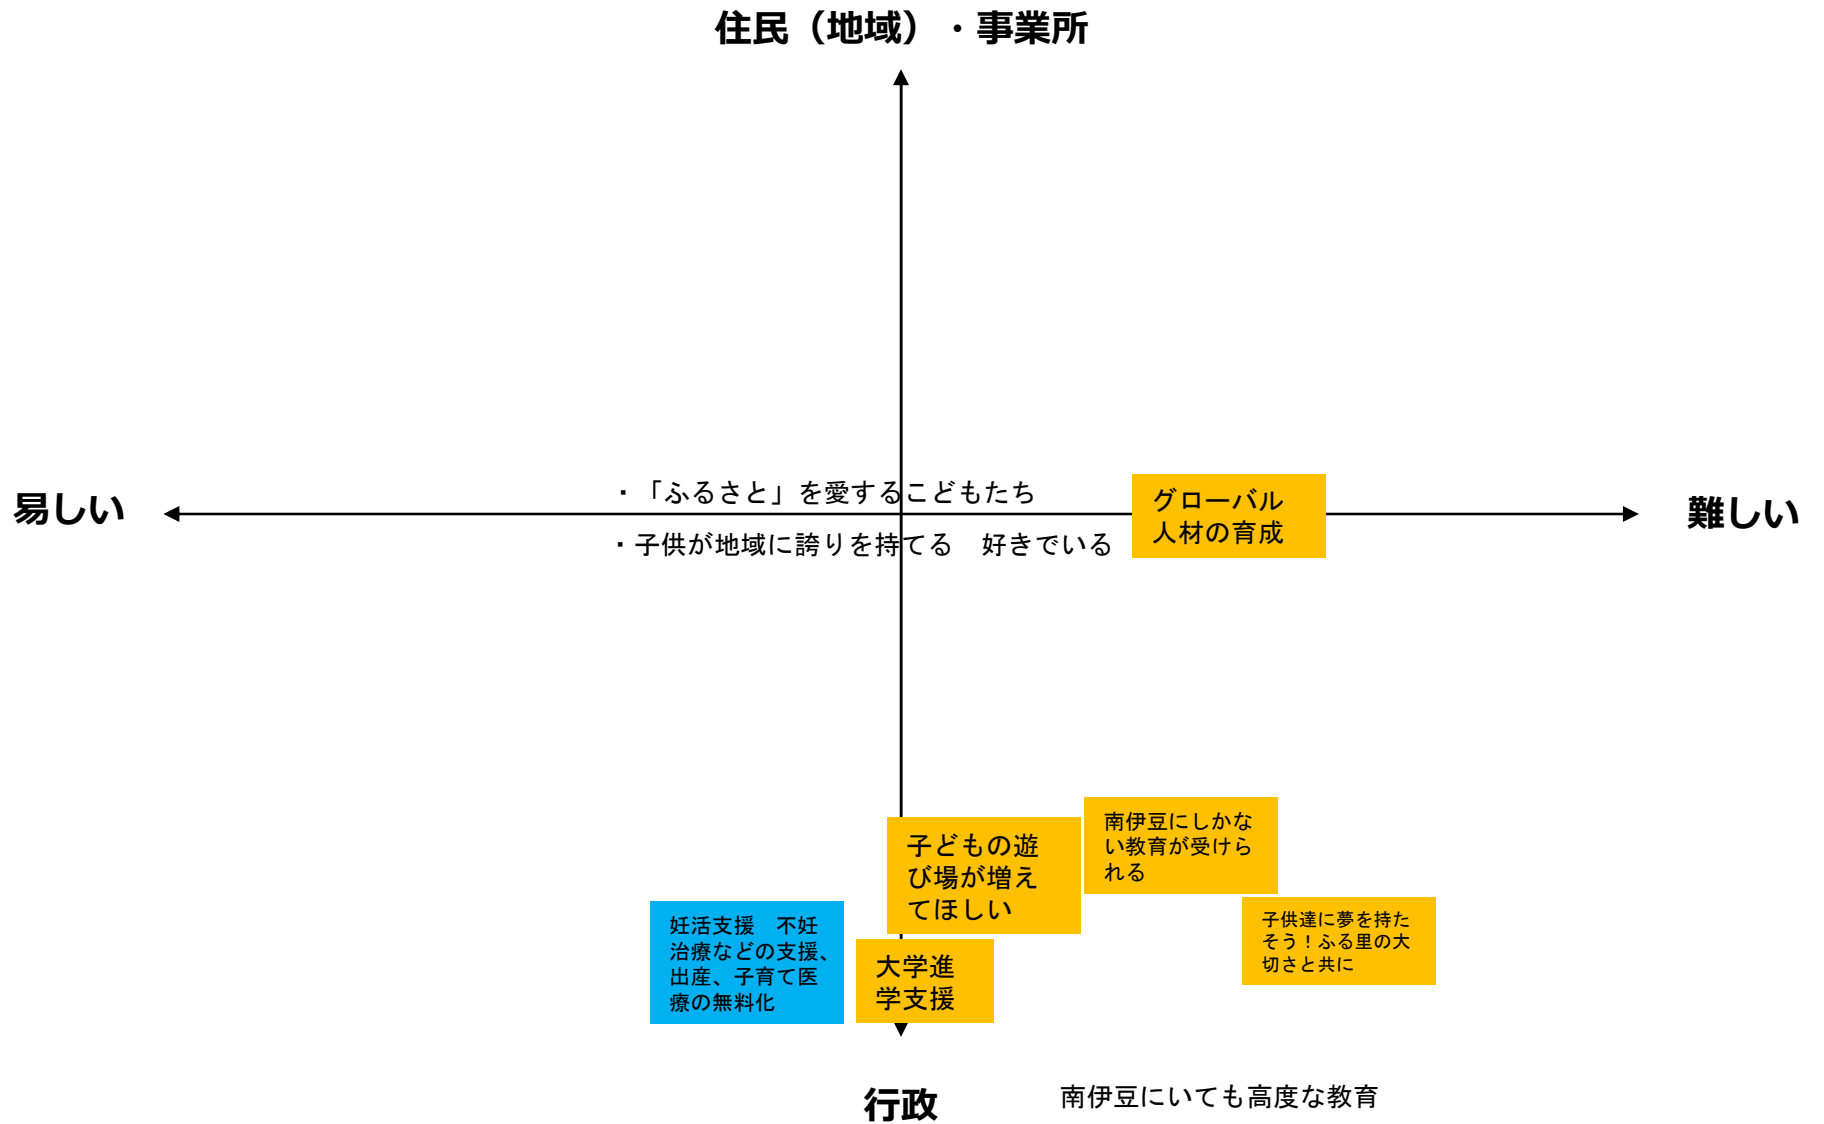 住民（地域）・事業所
・「ふるさと」を愛するこどもたち
易しい
難しい
・子供が地域に誇りを持てる　好きでいる
グローバル
人材の育成
子どもの遊
び場が増え
てほしい
南伊豆にしかな
い教育が受けら
れる
妊活支援　不妊
治療などの支援、
出産、子育て医
療の無料化
大学進
学支援
子供達に夢を持た
そう！ふる里の大
切さと共に
行政
南伊豆にいても高度な教育